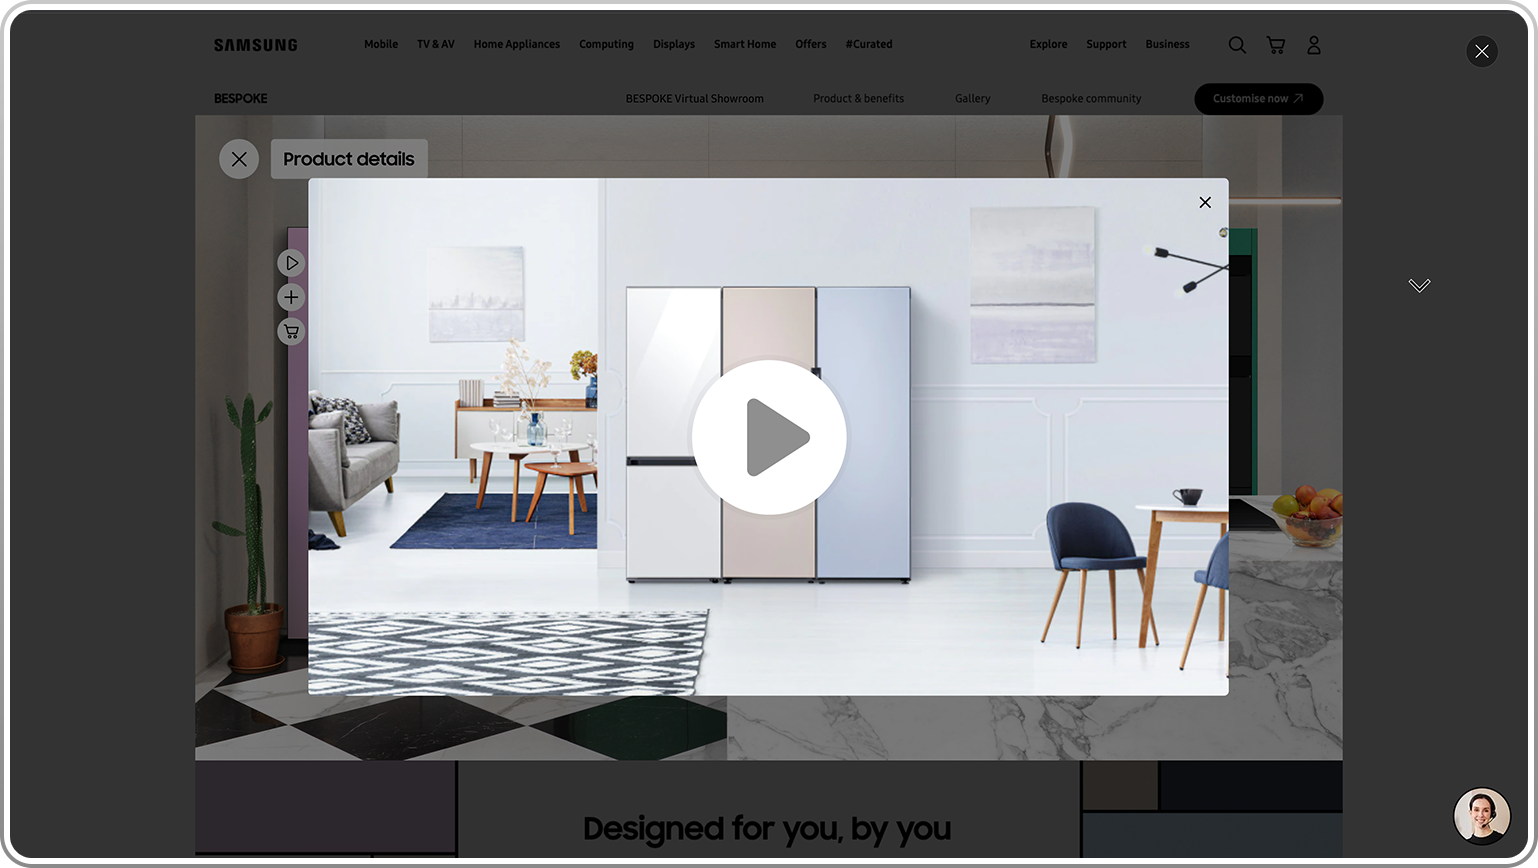 SAMSUNG Mobile TV & AV Home Appliances Computing Displays Smart Home Offers #Curated Explore Support Business
BESPOKE BESPOKE Virtual Showroom Product & benefits Gallery Bespoke community Customise now
Product details
Designed for you, by you